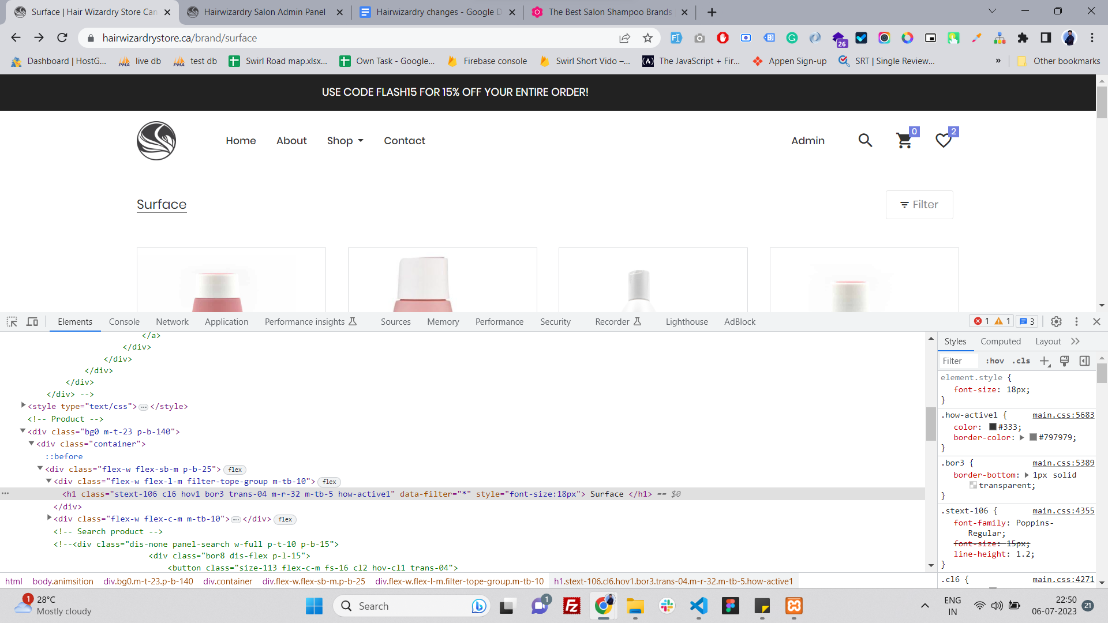 Surface | Hair Wizardry Store Can
Hairwizardry Salon Admin Panel
Hairwizardry changes - Google D
The Best Salon Shampoo Brands
hairwizardrystore.ca/brand/surface
26
Dashboard | HostG...
live db
test db
Swirl Road map.xlsx...
Own Task - Google...
Firebase console
Swirl Short Vido –...
The JavaScript + Fir...
Appen Sign-up
SRT | Single Review...
»
Other bookmarks
USE CODE FLASH15 FOR 15% OFF YOUR ENTIRE ORDER!
Home
About
Shop
Contact
Admin
0
2
Surface
Filter
Elements
Console
Network
Application
Performance insights
Sources
Memory
Performance
Security
Recorder
Lighthouse
AdBlock
1
1
3
</a>
</div>
</div>
</div>
</div>
</div> -->
<style type="text/css">…</style>
<!-- Product -->
<div class="bg0 m-t-23 p-b-140">
<div class="container">
::before
<div class="flex-w flex-sb-m p-b-25"> flex
<div class="flex-w flex-l-m filter-tope-group m-tb-10"> flex
<h1 class="stext-106 cl6 hov1 bor3 trans-04 m-r-32 m-tb-5 how-active1" data-filter="*" style="font-size:18px"> Surface </h1> == $0
</div>
<div class="flex-w flex-c-m m-tb-10">…</div> flex
<!-- Search product -->
<!--<div class="dis-none panel-search w-full p-t-10 p-b-15">
<div class="bor8 dis-flex p-l-15">
<button class="size-113 flex-c-m fs-16 cl2 hov-cl1 trans-04">
html
body.animsition
div.bg0.m-t-23.p-b-140
div.container
div.flex-w.flex-sb-m.p-b-25
div.flex-w.flex-l-m.filter-tope-group.m-tb-10
h1.stext-106.cl6.hov1.bor3.trans-04.m-r-32.m-tb-5.how-active1
Styles
Computed
Layout
Filter
:hov
.cls
element.style {
font-size: 18px;
}
.how-active1 main.css:5683
{
color: #333;
border-color: #797979;
}
.bor3 { main.css:5389
border-bottom: 1px solid
transparent;
}
.stext-106 { main.css:4355
font-family: Poppins-
Regular;
font-size: 15px;
line-height: 1.2;
}
.cl6 { main.css:4271
1
28°C
Mostly cloudy
Search
1
ENG
IN
22:50
06-07-2023
21